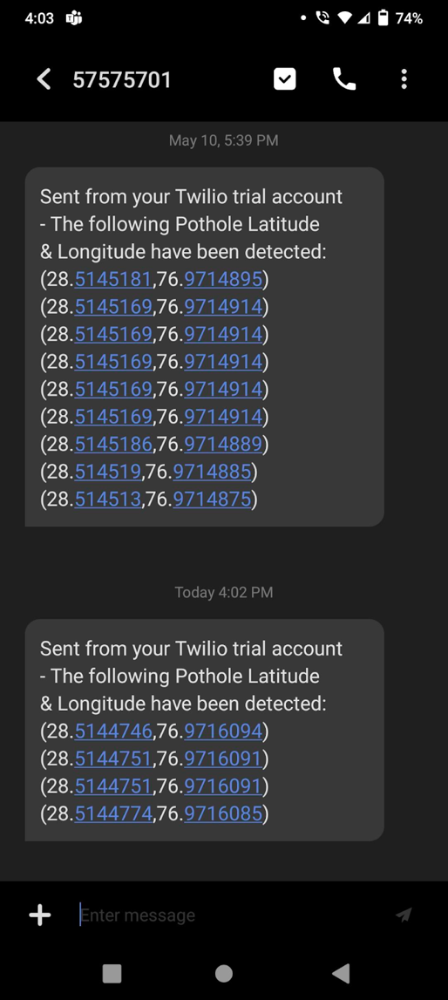 4:03
74%
57575701
May 10, 5:39 PM
Sent from your Twilio trial account
- The following Pothole Latitude
& Longitude have been detected:
(28.5145181,76.9714895)
(28.5145169,76.9714914)
(28.5145169,76.9714914)
(28.5145169,76.9714914)
(28.5145169,76.9714914)
(28.5145169,76.9714914)
(28.5145186,76.9714889)
(28.514519,76.9714885)
(28.514513,76.9714875)
Today 4:02 PM
Sent from your Twilio trial account
- The following Pothole Latitude
& Longitude have been detected:
(28.5144746,76.9716094)
(28.5144751,76.9716091)
(28.5144751,76.9716091)
(28.5144774,76.9716085)
Enter message